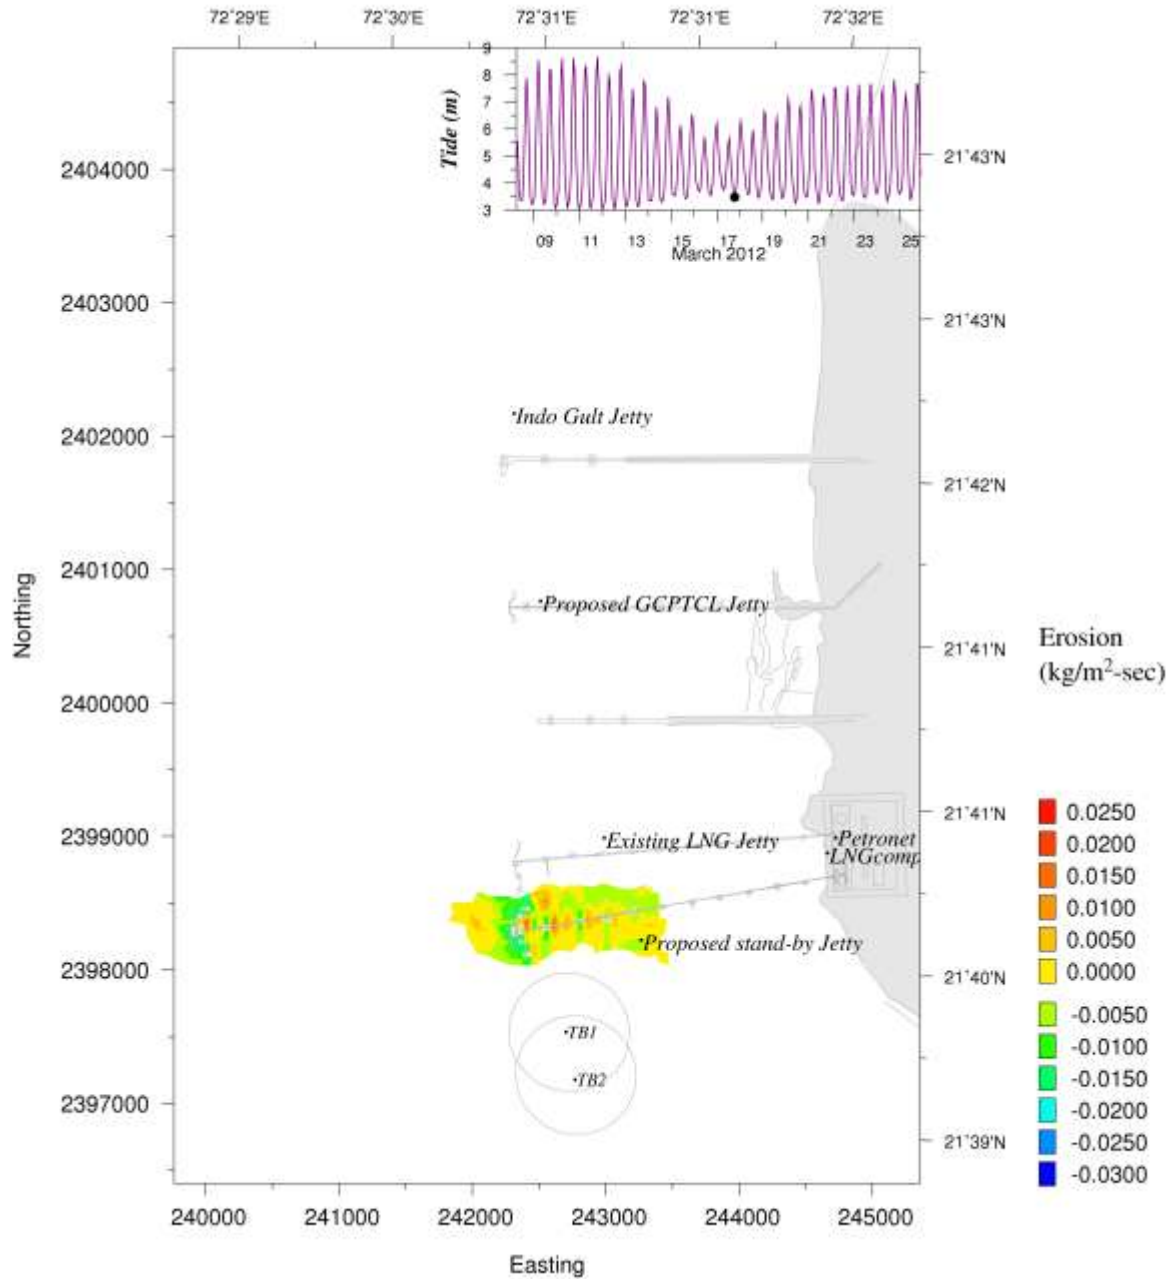 72°29'E 72°30'E 72°31'E 72°31'E 72°32'E
9
8
7
6
5
4
3
Tide (m)
09 11 13 15 17 19 21 23 25
March 2012
2404000
2403000
2402000
2401000
2400000
2399000
2398000
2397000
Northing
21°43'N
21°43'N
21°42'N
21°41'N
21°41'N
21°40'N
21°39'N
Indo Gult Jetty
Proposed GCPTCL Jetty
Existing LNG Jetty
Petronet
LNGcomp
Proposed stand-by Jetty
TB1
TB2
240000 241000 242000 243000 244000 245000
Easting
Erosion
(kg/m²-sec)
0.0250
0.0200
0.0150
0.0100
0.0050
0.0000
-0.0050
-0.0100
-0.0150
-0.0200
-0.0250
-0.0300